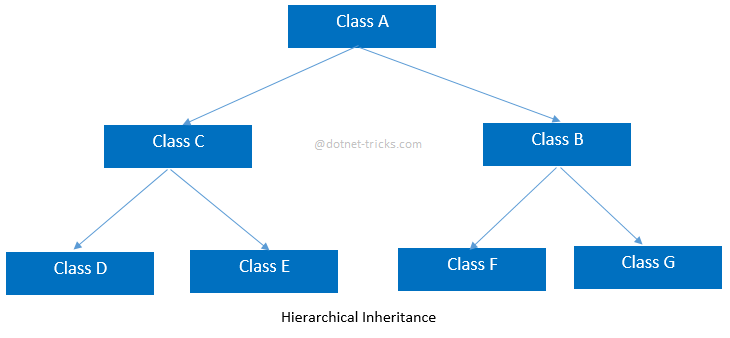 Class A
Class C
@dotnet-tricks.com
Class B
Class D
Class E
Class F
Class G
Hierarchical Inheritance